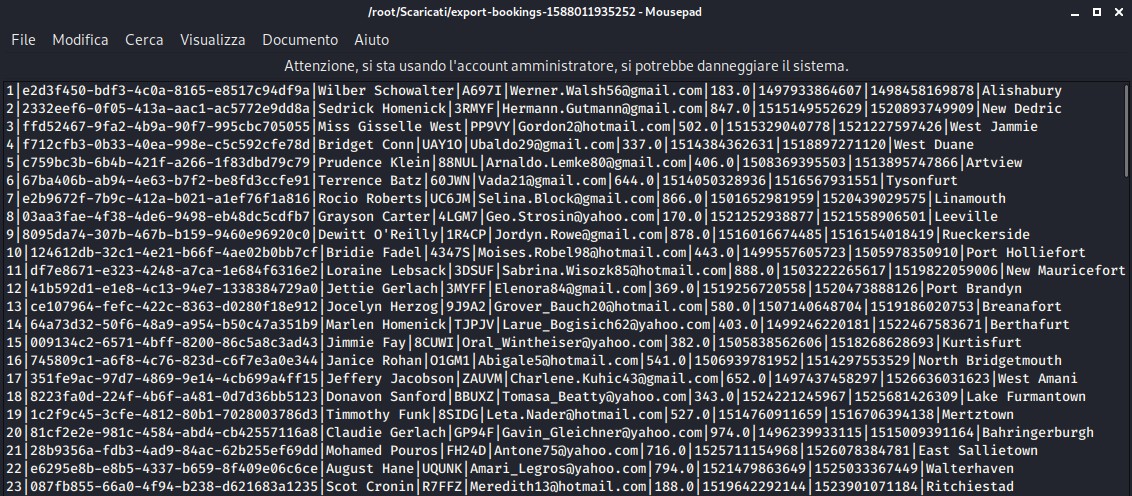 /root/Scaricati/export-bookings-1588011935252 - Mousepad
File Modifica Cerca Visualizza Documento Aiuto
Attenzione, si sta usando l'account amministratore, si potrebbe danneggiare il sistema.
1|e2d3f450-bdf3-4c0a-8165-e8517c94df9a|Wilber Schowalter|A697I|Werner.Walsh56@gmail.com|183.0|1497933864607|1498458169878|Alishabury
2|2332eef6-0f05-413a-aac1-ac5772e9dd8a|Sedrick Homenick|3RMYF|Hermann.Gutmann@gmail.com|847.0|1515149552629|1520893749909|New Dedric
3|ffd52467-9fa2-4b9a-90f7-995cbc705055|Miss Gisselle West|PP9VY|Gordon2@hotmail.com|502.0|1515329040778|1521227597426|West Jammie
4|f712cfb3-0b33-40ea-998e-c5c592cfe78d|Bridget Conn|UAY1O|Ubaldo29@gmail.com|337.0|1514384362631|1518897271120|West Duane
5|c759bc3b-6b4b-421f-a266-1f83dbd79c79|Prudence Klein|88NUL|Arnaldo.Lemke80@gmail.com|406.0|1508369395503|1513895747866|Artview
6|67ba406b-ab94-4e63-b7f2-be8fd3ccfe91|Terrence Batz|60JWN|Vada21@gmail.com|644.0|1514050328936|1516567931551|Tysonfurt
7|e2b9672f-7b9c-412a-b021-a1ef76f1a816|Rocio Roberts|UC6JM|Selina.Block@gmail.com|866.0|1501652981959|1520439029575|Linamouth
8|03aa3fae-4f38-4de6-9498-eb48dc5cdfb7|Grayson Carter|4LGM7|Geo.Strosin@yahoo.com|170.0|1521252938877|1521558906501|Leeville
9|8095da74-307b-467b-b159-9460e96920c0|Dewitt O'Reilly|1R4CP|Jordyn.Rowe@gmail.com|878.0|1516016674485|1516154018419|Rueckerside
10|124612db-32c1-4e21-b66f-4ae02b0bb7cf|Bridie Fadel|4347S|Moises.Robel98@hotmail.com|443.0|1499557605723|1505978350910|Port Holliefort
11|df7e8671-e323-4248-a7ca-1e684f6316e2|Loraine Lebsack|3DSUF|Sabrina.Wisozk85@hotmail.com|888.0|1503222265617|1519822059006|New Mauricefort
12|41b592d1-e1e8-4c13-94e7-1338384729a0|Jettie Gerlach|3MYFF|Elenora84@gmail.com|369.0|1519256720558|1520473888126|Port Brandyn
13|ce107964-fefc-422c-8363-d0280f18e912|Jocelyn Herzog|9J9A2|Grover_Bauch20@hotmail.com|580.0|1507140648704|1519186020753|Breanafort
14|64a73d32-50f6-48a9-a954-b50c47a351b9|Marlen Homenick|TJPJV|Larue_Bogisich62@yahoo.com|403.0|1499246220181|1522467583671|Berthafurt
15|009134c2-6571-4bff-8200-86c5a8c3ad43|Jimmie Fay|8CUWI|Oral_Wintheiser@yahoo.com|382.0|1505838562606|1518268628693|Kurtisfurt
16|745809c1-a6f8-4c76-823d-c6f7e3a0e344|Janice Rohan|O1GM1|Abigale5@hotmail.com|541.0|1506939781952|1514297553529|North Bridgetmouth
17|351fe9ac-97d7-4869-9e14-4cb699a4ff15|Jeffery Jacobson|ZAUVM|Charlene.Kuhic43@gmail.com|652.0|1497437458297|1526636031623|West Amani
18|8223fa0d-224f-4b6f-a481-0d7d36bb5123|Donavon Sanford|BBUXZ|Tomasa_Beatty@yahoo.com|343.0|1524221245967|1525681426309|Lake Furmantown
19|1c2f9c45-3cfe-4812-80b1-7028003786d3|Timmothy Funk|8SIDG|Leta.Nader@hotmail.com|527.0|1514760911659|1516706394138|Mertztown
20|81cf2e2e-981c-4584-abd4-cb42557116a8|Claudie Gerlach|GP94F|Gavin_Gleichner@yahoo.com|974.0|1496239933115|1515009391164|Bahringerburgh
21|28b9356a-fdb3-4ad9-84ac-62b255ef69dd|Mohamed Pouros|FH24D|Antone75@yahoo.com|716.0|1525711154968|1526078384781|East Sallietown
22|e6295e8b-e8b5-4337-b659-8f409e06c6ce|August Hane|UQUNK|Amari_Legros@yahoo.com|794.0|1521479863649|1525033367449|Walterhaven
23|087fb855-66a0-4f94-b238-d621683a1235|Scot Cronin|R7FFZ|Meredith13@hotmail.com|188.0|1519642292144|1523901071184|Ritchiestad